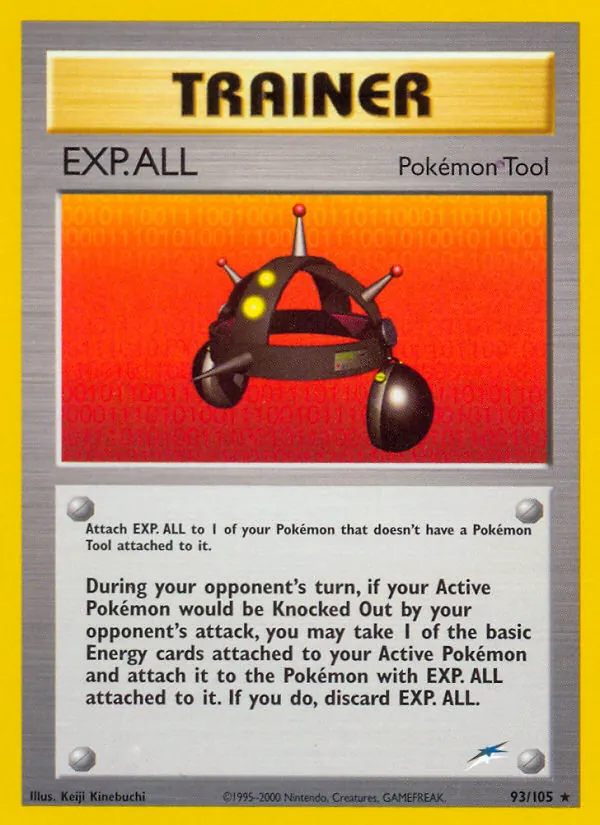 TRAINER
EXP.ALL
Pokémon Tool
Attach EXP. ALL to 1 of your Pokémon that doesn't have a Pokémon
Tool attached to it.
During your opponent's turn, if your Active
Pokémon would be Knocked Out by your
opponent's attack, you may take 1 of the basic
Energy cards attached to your Active Pokémon
and attach it to the Pokémon with EXP. ALL
attached to it. If you do, discard EXP. ALL.
Illus. Keiji Kinebuchi
©1995-2000 Nintendo, Creatures, GAMEFREAK.
93/105 ★